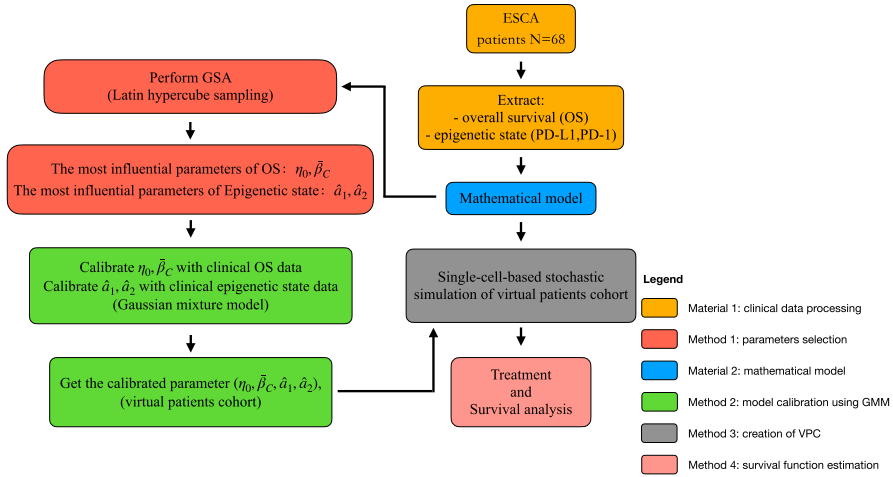 ESCA
patients N=68
Extract:
- overall survival (OS)
- epigenetic state (PD-L1,PD-1)
Mathematical model
Perform GSA
(Latin hypercube sampling)
The most influential parameters of OS: η₀, β̄_C
The most influential parameters of Epigenetic state: â₁, â₂
Calibrate η₀, β̄_C with clinical OS data
Calibrate â₁, â₂ with clinical epigenetic state data
(Gaussian mixture model)
Get the calibrated parameter (η₀, β̄_C, â₁, â₂),
(virtual patients cohort)
Single-cell-based stochastic
simulation of virtual patients cohort
Treatment
and
Survival analysis
Legend
Material 1: clinical data processing
Method 1: parameters selection
Material 2: mathematical model
Method 2: model calibration using GMM
Method 3: creation of VPC
Method 4: survival function estimation